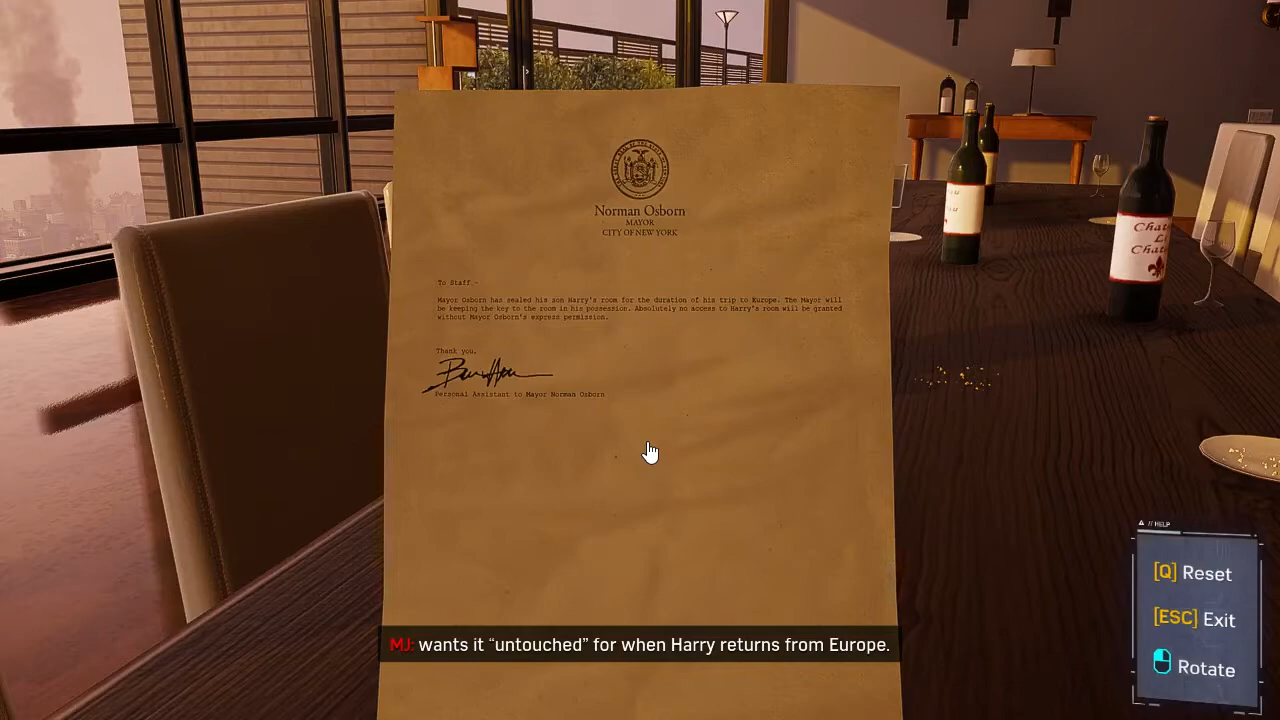 Norman Osborn
MAYOR
CITY OF NEW YORK
To Staff.-
Mayor Osborn has sealed his son Harry's room for the duration of his trip to Europe. The Mayor will
be keeping the key to the room in his possession. Absolutely no access to Harry's room will be granted
without Mayor Osborn's express permission.
Thank you,
Personal Assistant to Mayor Norman Osborn
MJ: wants it “untouched” for when Harry returns from Europe.
// HELP
[Q] Reset
[ESC] Exit
Rotate